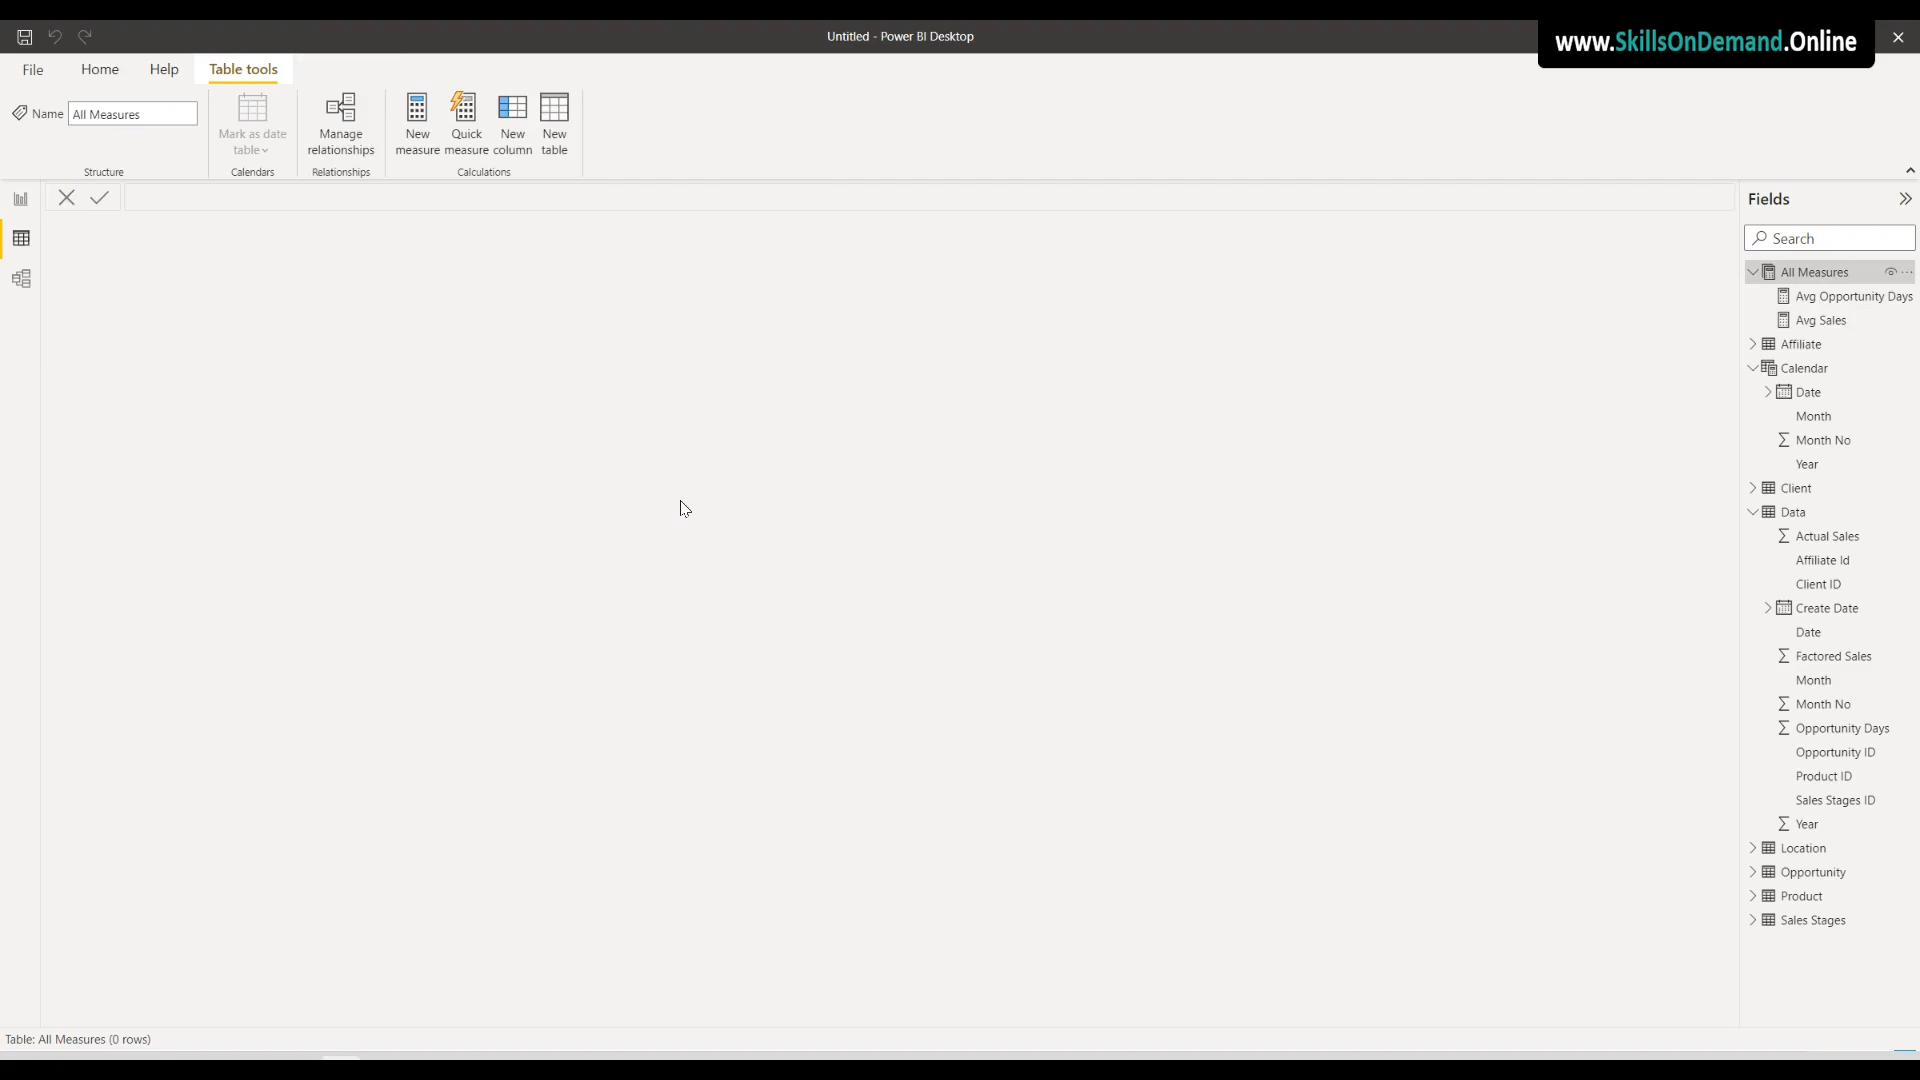 Untitled - Power BI Desktop
www.SkillsOnDemand.Online
File
Home
Help
Table tools
Name
All Measures
Mark as date
table
Manage
relationships
New
measure
Quick
measure
New
column
New
table
Structure
Calendars
Relationships
Calculations
Fields
Search
All Measures
Avg Opportunity Days
Avg Sales
Affiliate
Calendar
Date
Month
Month No
Year
Client
Data
Actual Sales
Affiliate Id
Client ID
Create Date
Date
Factored Sales
Month
Month No
Opportunity Days
Opportunity ID
Product ID
Sales Stages ID
Year
Location
Opportunity
Product
Sales Stages
Table: All Measures (0 rows)